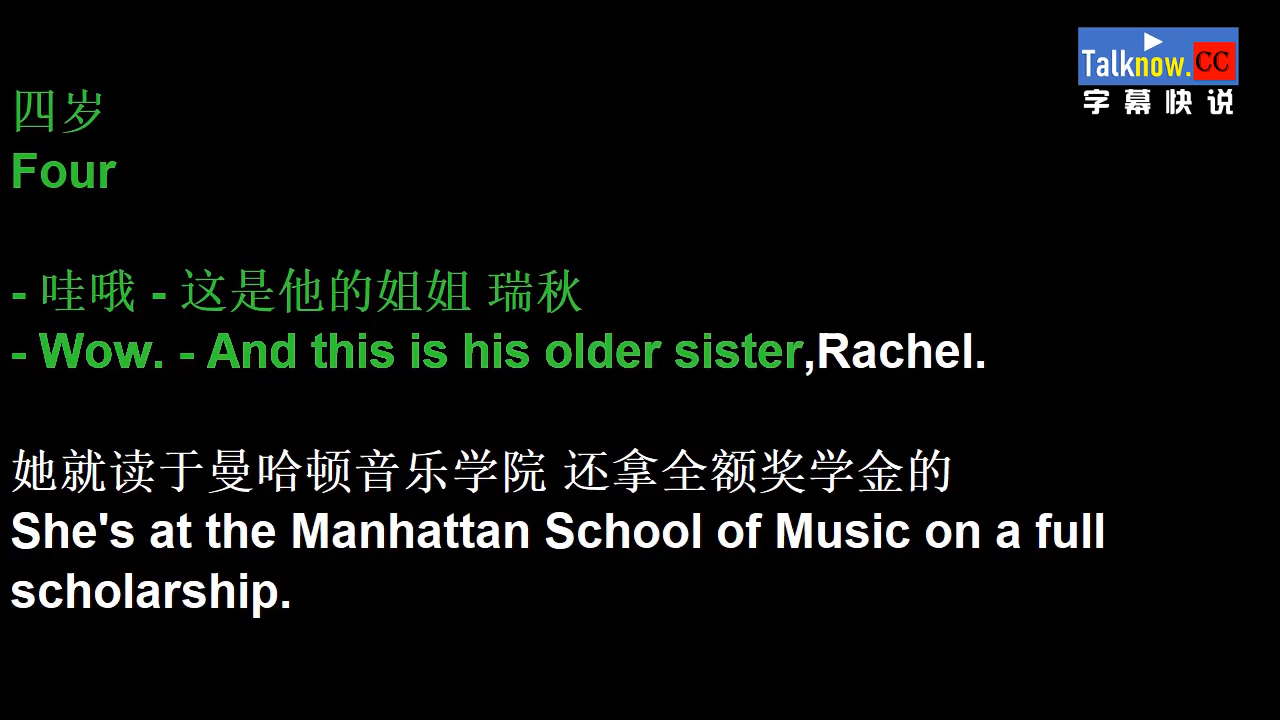 Talknow.CC
字幕快说
四岁
Four
- 哇哦 - 这是他的姐姐 瑞秋
- Wow. - And this is his older sister,Rachel.
她就读于曼哈顿音乐学院 还拿全额奖学金的
She's at the Manhattan School of Music on a full
scholarship.